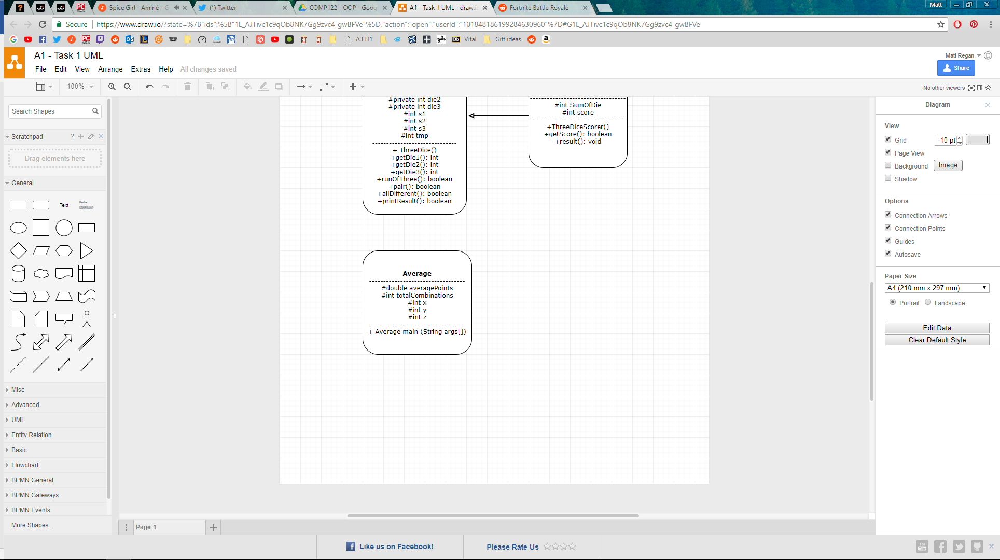 Spice Girl - Aminé - G
(*) Twitter
COMP122 - OOP - Goog
A1 - Task 1 UML - draw.io
Fortnite Battle Royale
Matt
Secure
https://www.draw.io/?state=%7B"ids":%5B"1L_AJTivc1c9qOb8NK7Gg9zvc4-gwBFVe"%5D,"action":"open","userId":"101848186199284630960"%7D#G1L_AJTivc1c9qOb8NK7Gg9zvc4-gwBFVe
A3 D1
Bb Vital
Gift ideas
A1 - Task 1 UML
Matt Regan
File Edit View Arrange Extras Help All changes saved
Share
100%
No other viewers
Search Shapes
Scratchpad
?
Drag elements here
General
Text
Heading
Misc
Advanced
UML
Entity Relation
Basic
Flowchart
BPMN General
BPMN Gateways
BPMN Events
More Shapes...
#private int die2
#private int die3
#int s1
#int s2
#int s3
#int tmp
------------------------------
+ ThreeDice()
+getDie1(): int
+getDie2(): int
+getDie3(): int
+runOfThree(): boolean
+pair(): boolean
+allDifferent(): boolean
+printResult(): boolean
----------------------------------
#int SumOfDie
#int score
----------------------------------
+ThreeDiceScorer()
+getScore(): boolean
+result(): void
Average
----------------------------------
#double averagePoints
#int totalCombinations
#int x
#int y
#int z
----------------------------------
+ Average main (String args[])
Diagram
View
Grid
10 pt
Page View
Background
Image
Shadow
Options
Connection Arrows
Connection Points
Guides
Autosave
Paper Size
A4 (210 mm x 297 mm)
Portrait
Landscape
Edit Data
Clear Default Style
Page-1
Like us on Facebook!
Please Rate Us